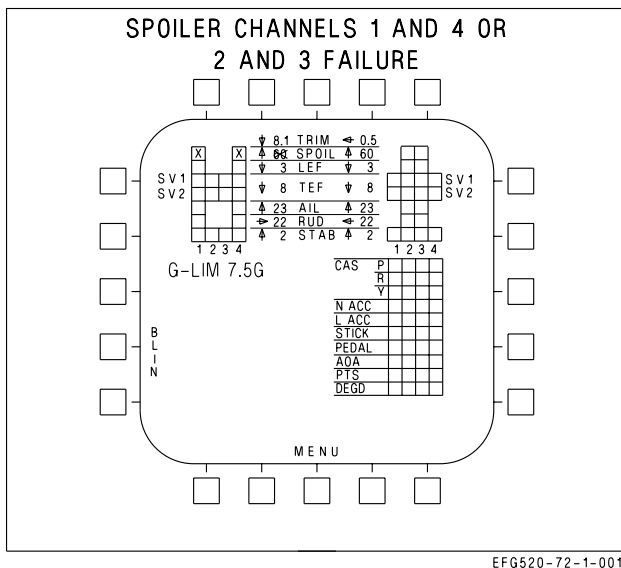 SPOILER CHANNELS 1 AND 4 OR
2 AND 3 FAILURE
↓ 8.1 TRIM ← 0.5
X X ↑ 60 SPOIL ↑ 60
↓ 3 LEF ↓ 3
SV1 SV1
SV2 ↓ 8 TEF ↓ 8 SV2
↑ 23 AIL ↑ 23
→ 22 RUD ← 22
↑ 2 STAB ↑ 2
1 2 3 4 1 2 3 4
G-LIM 7.5G
CAS P
R
Y
N ACC
L ACC
STICK
PEDAL
AOA
PTS
DEGD
B
L
I
N
MENU
EFG520-72-1-001